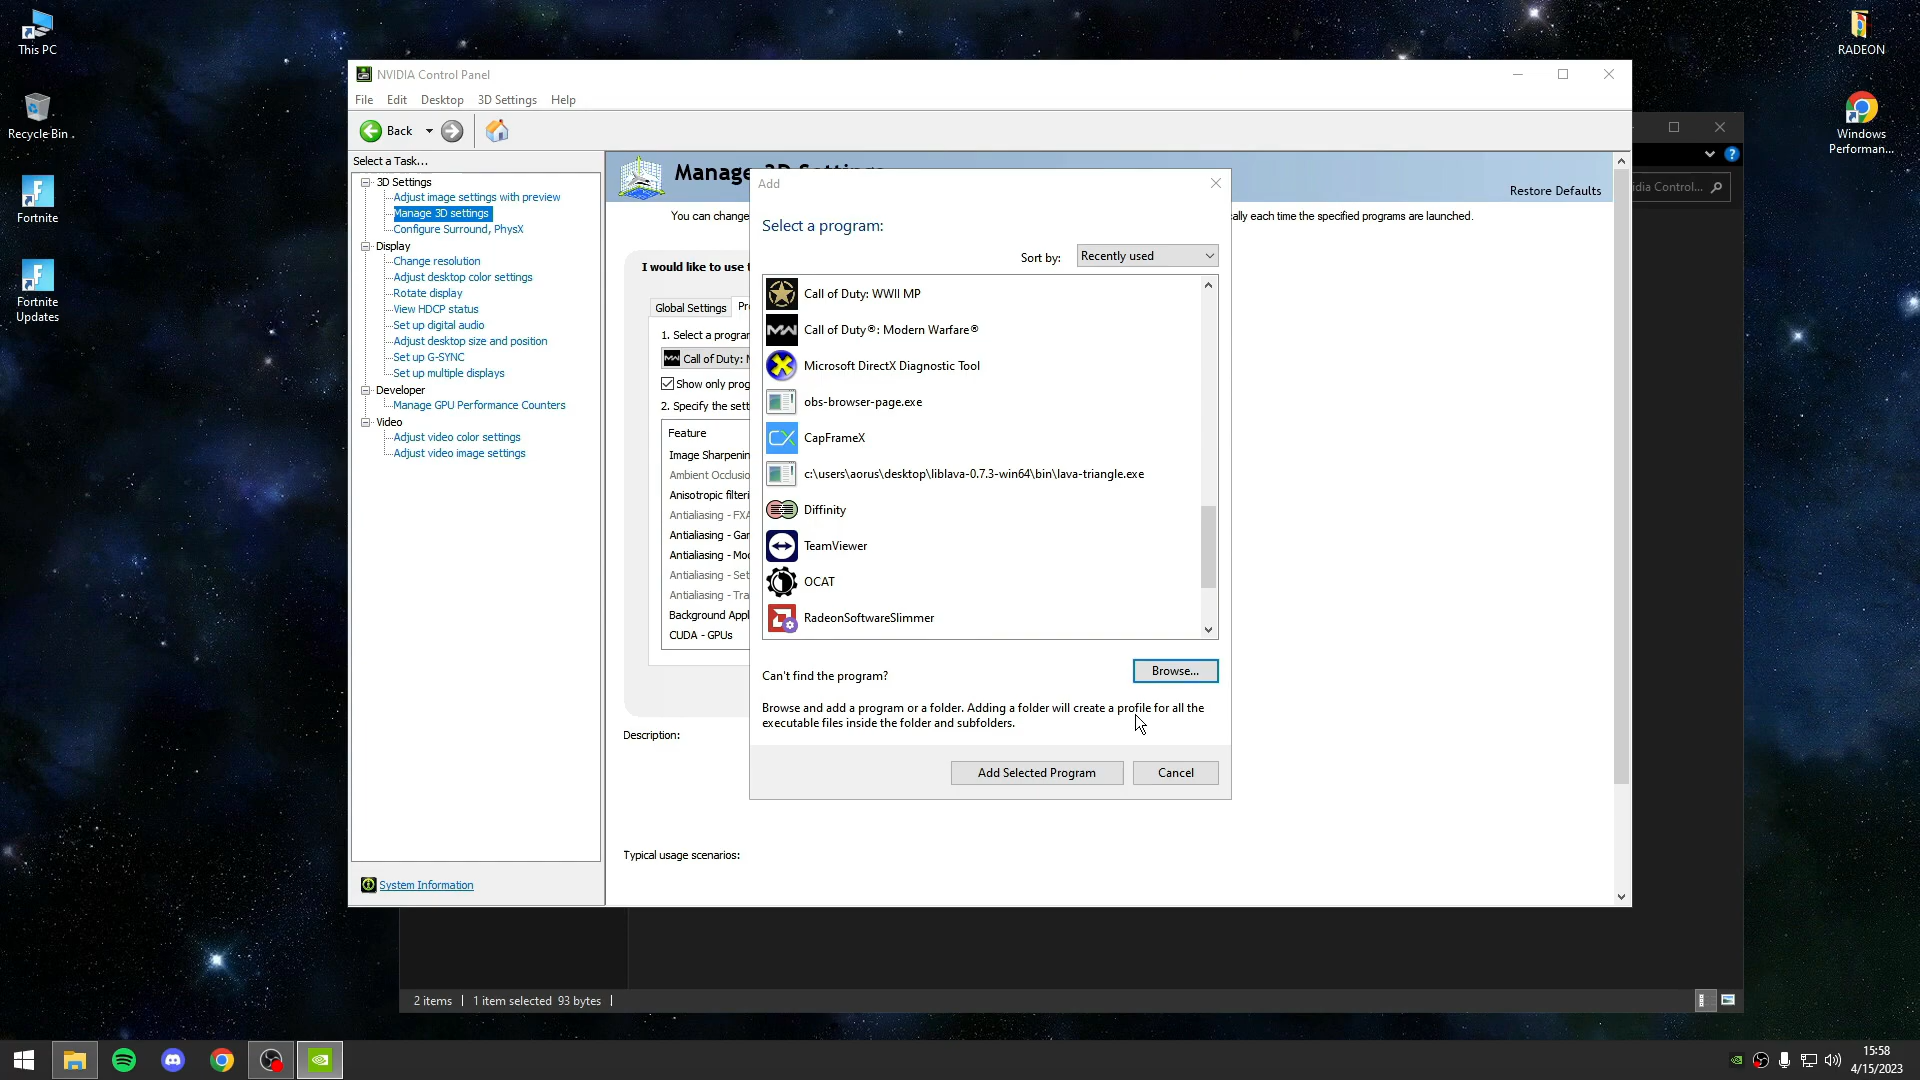 This PC
Recycle Bin .
Fortnite
Fortnite
Updates
RADEON
Windows
Performan...
NVIDIA Control Panel
File Edit Desktop 3D Settings Help
Back
Select a Task...
3D Settings
Adjust image settings with preview
Manage 3D settings
Configure Surround, PhysX
Display
Change resolution
Adjust desktop color settings
Rotate display
View HDCP status
Set up digital audio
Adjust desktop size and position
Set up G-SYNC
Set up multiple displays
Developer
Manage GPU Performance Counters
Video
Adjust video color settings
Adjust video image settings
System Information
Restore Defaults
You can change
ally each time the specified programs are launched.
I would like to use t
Global Settings
1. Select a program
Call of Duty:
Show only prog
2. Specify the sett
Feature
Image Sharpenin
Ambient Occlusio
Anisotropic filteri
Antialiasing - FXA
Antialiasing - Gar
Antialiasing - Mod
Antialiasing - Set
Antialiasing - Tra
Background Appl
CUDA - GPUs
Description:
Typical usage scenarios:
Add
Select a program:
Sort by: Recently used
Call of Duty: WWII MP
Call of Duty®: Modern Warfare®
Microsoft DirectX Diagnostic Tool
obs-browser-page.exe
CX
CapFrameX
c:\users\aorus\desktop\liblava-0.7.3-win64\bin\lava-triangle.exe
Diffinity
TeamViewer
OCAT
RadeonSoftwareSlimmer
Can't find the program?
Browse...
Browse and add a program or a folder. Adding a folder will create a profile for all the
executable files inside the folder and subfolders.
Add Selected Program
Cancel
idia Control...
2 items 1 item selected 93 bytes
15:58
4/15/2023